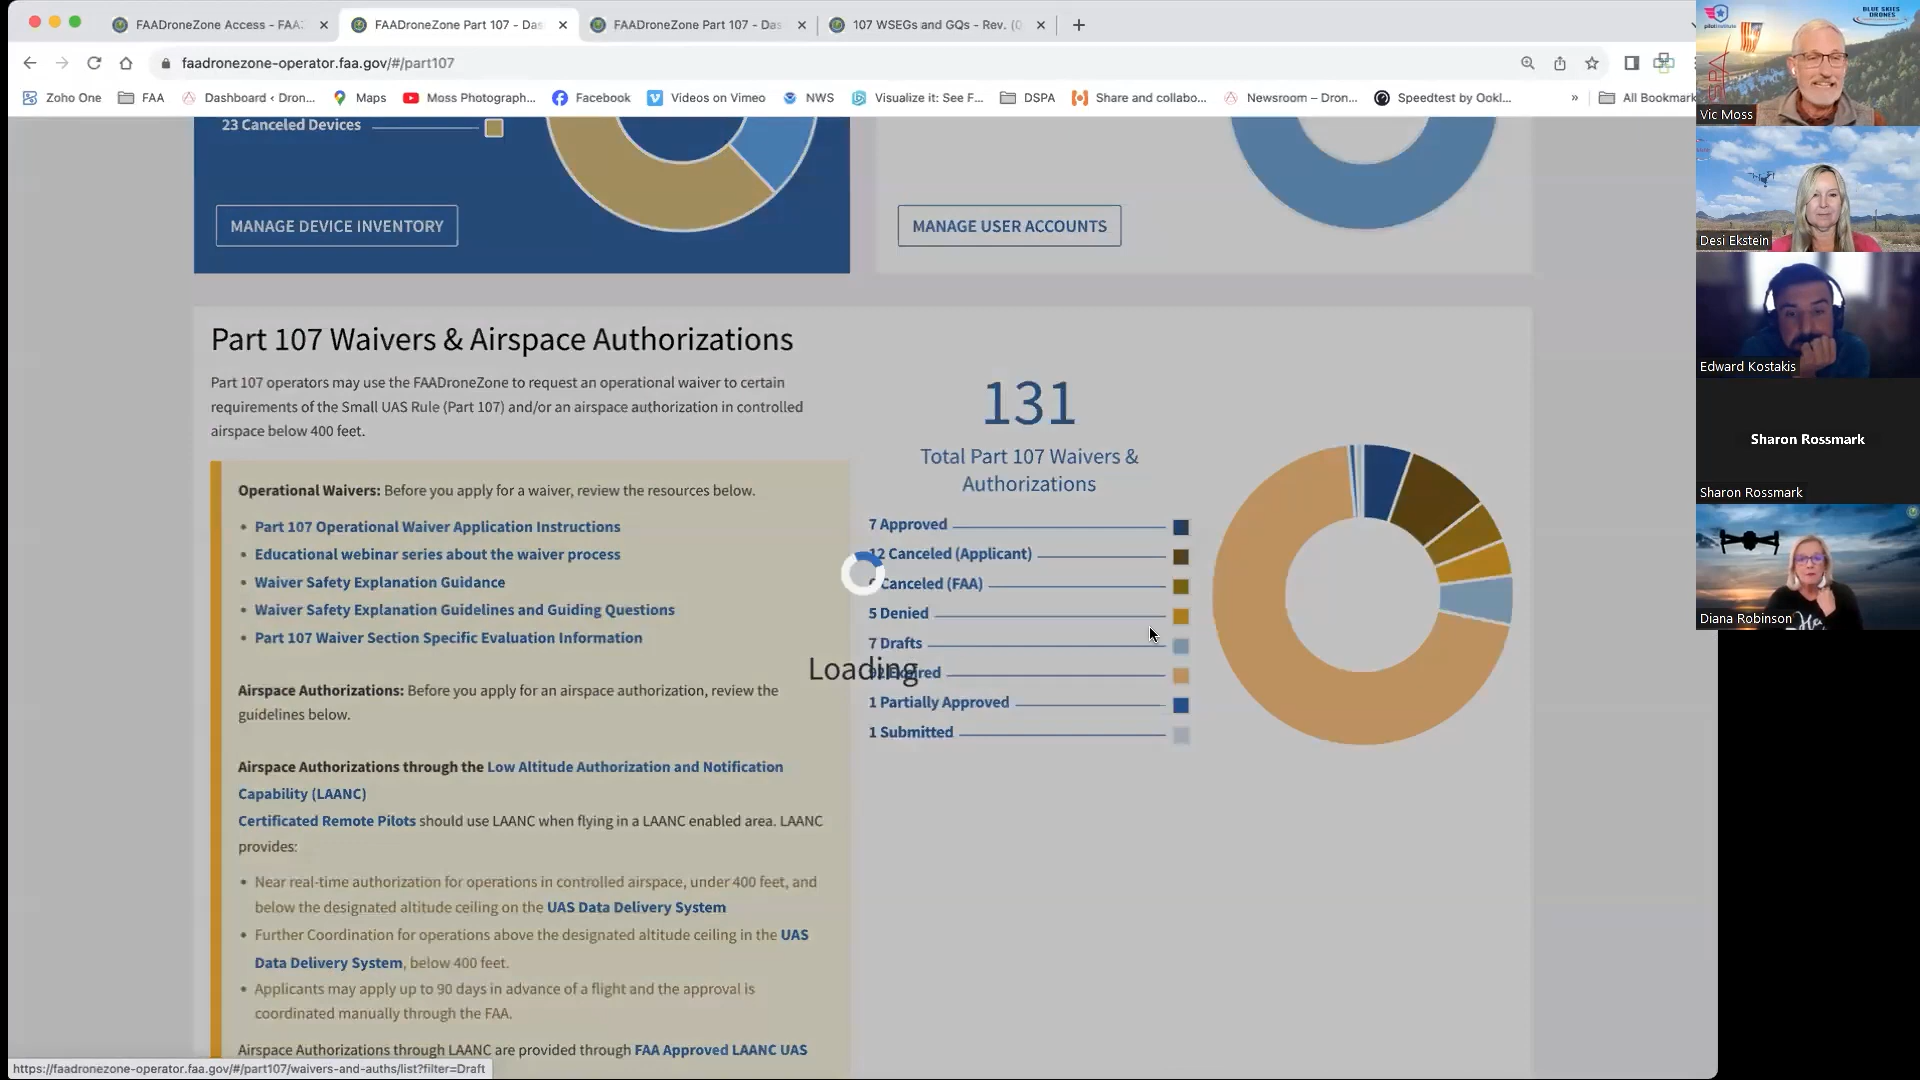 FAADroneZone Access - FAA
FAADroneZone Part 107 - Das
FAADroneZone Part 107 - Das
107 WSEGs and GQs - Rev. (
faadronezone-operator.faa.gov/#/part107
Zoho One
FAA
Dashboard ‹ Dron...
Maps
Moss Photograph...
Facebook
Videos on Vimeo
NWS
Visualize it: See F...
DSPA
Share and collabo...
Newsroom – Dron...
Speedtest by Ookl...
»
All Bookmark
23 Canceled Devices
MANAGE DEVICE INVENTORY
MANAGE USER ACCOUNTS
Part 107 Waivers & Airspace Authorizations
Part 107 operators may use the FAADroneZone to request an operational waiver to certain
requirements of the Small UAS Rule (Part 107) and/or an airspace authorization in controlled
airspace below 400 feet.
Operational Waivers: Before you apply for a waiver, review the resources below.
• Part 107 Operational Waiver Application Instructions
• Educational webinar series about the waiver process
• Waiver Safety Explanation Guidance
• Waiver Safety Explanation Guidelines and Guiding Questions
• Part 107 Waiver Section Specific Evaluation Information
Airspace Authorizations: Before you apply for an airspace authorization, review the
guidelines below.
Airspace Authorizations through the Low Altitude Authorization and Notification
Capability (LAANC)
Certificated Remote Pilots should use LAANC when flying in a LAANC enabled area. LAANC
provides:
• Near real-time authorization for operations in controlled airspace, under 400 feet, and
below the designated altitude ceiling on the UAS Data Delivery System
• Further Coordination for operations above the designated altitude ceiling in the UAS
Data Delivery System, below 400 feet.
• Applicants may apply up to 90 days in advance of a flight and the approval is
coordinated manually through the FAA.
Airspace Authorizations through LAANC are provided through FAA Approved LAANC UAS
131
Total Part 107 Waivers &
Authorizations
7 Approved
12 Canceled (Applicant)
Canceled (FAA)
5 Denied
7 Drafts
Expired
1 Partially Approved
1 Submitted
Loading
https://faadronezone-operator.faa.gov/#/part107/waivers-and-auths/list?filter=Draft
BLUE SKIES
DRONES
Vic Moss
Desi Ekstein
Edward Kostakis
Sharon Rossmark
Sharon Rossmark
Diana Robinson